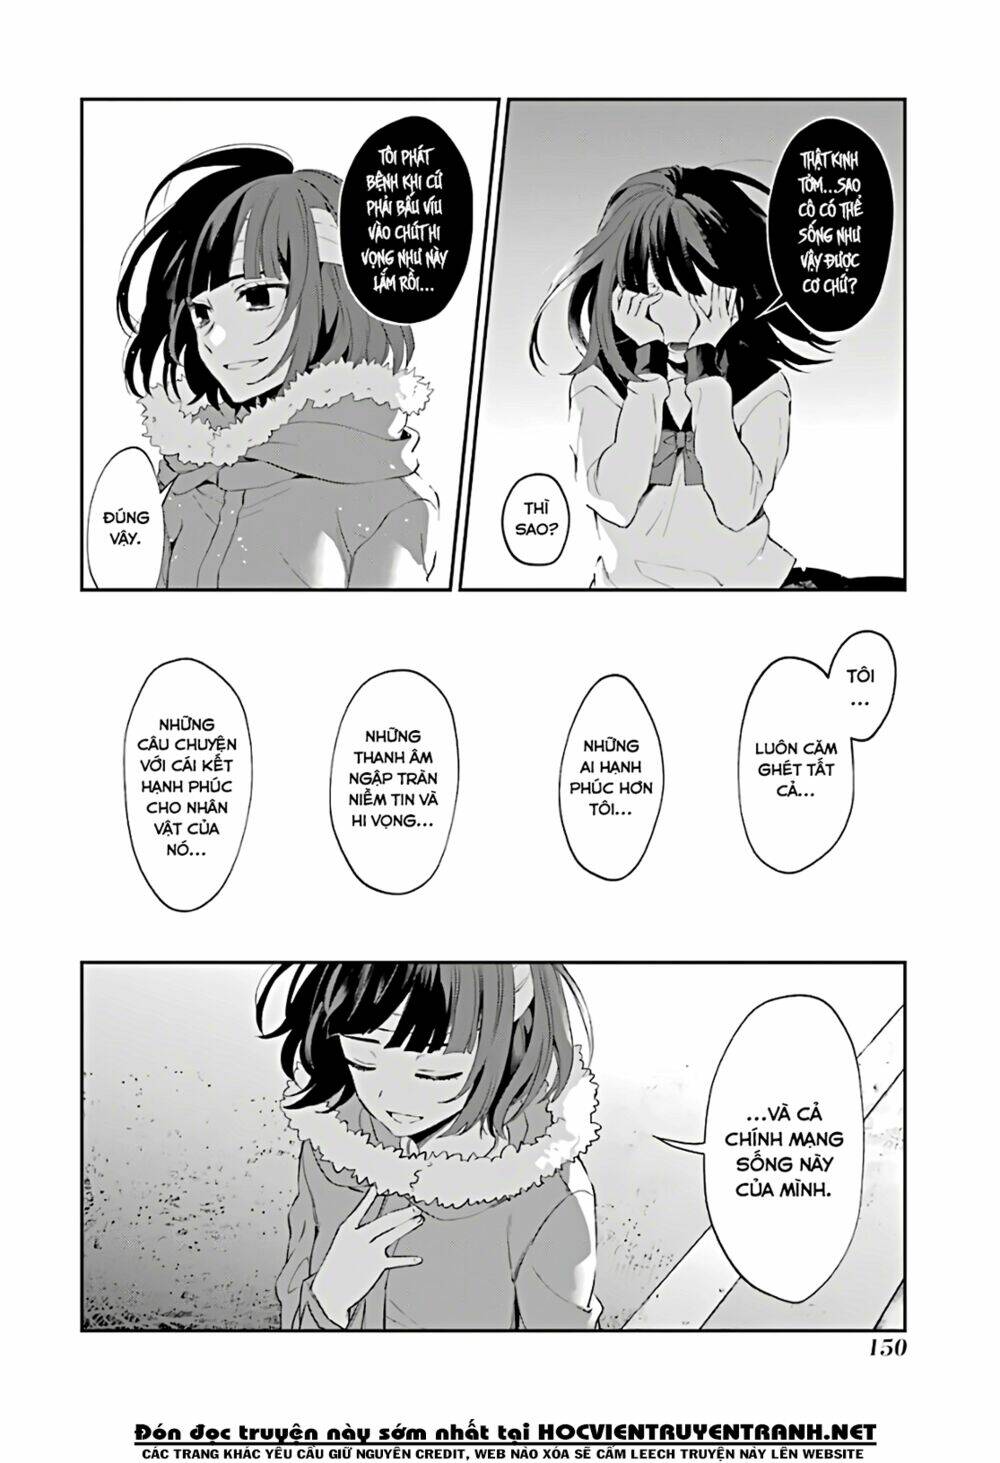 THẬT KINH
TỞM...SAO
CÔ CÓ THỂ
SỐNG NHƯ
VẬY ĐƯỢC
CƠ CHỨ?
THÌ
SAO?
TÔI PHÁT
BỆNH KHI CỨ
PHẢI BẤU VÍU
VÀO CHÚT HI
VỌNG NHƯ NÀY
LẮM RỒI...
ĐÚNG
VẬY.
TÔI
...
LUÔN CĂM
GHÉT TẤT
CẢ...
NHỮNG
AI HẠNH
PHÚC HƠN
TÔI...
NHỮNG
THANH ÂM
NGẬP TRÀN
NIỀM TIN VÀ
HI VỌNG...
NHỮNG
CÂU CHUYỆN
VỚI CÁI KẾT
HẠNH PHÚC
CHO NHÂN
VẬT CỦA
NÓ...
...VÀ CẢ
CHÍNH MẠNG
SỐNG NÀY
CỦA MÌNH.
150
Đón đọc truyện này sớm nhất tại HOCVIENTRUYENTRANH.NET
CÁC TRANG KHÁC YÊU CẦU GIỮ NGUYÊN CREDIT, WEB NÀO XÓA SẼ CẤM LEECH TRUYỆN NÀY LÊN WEBSITE